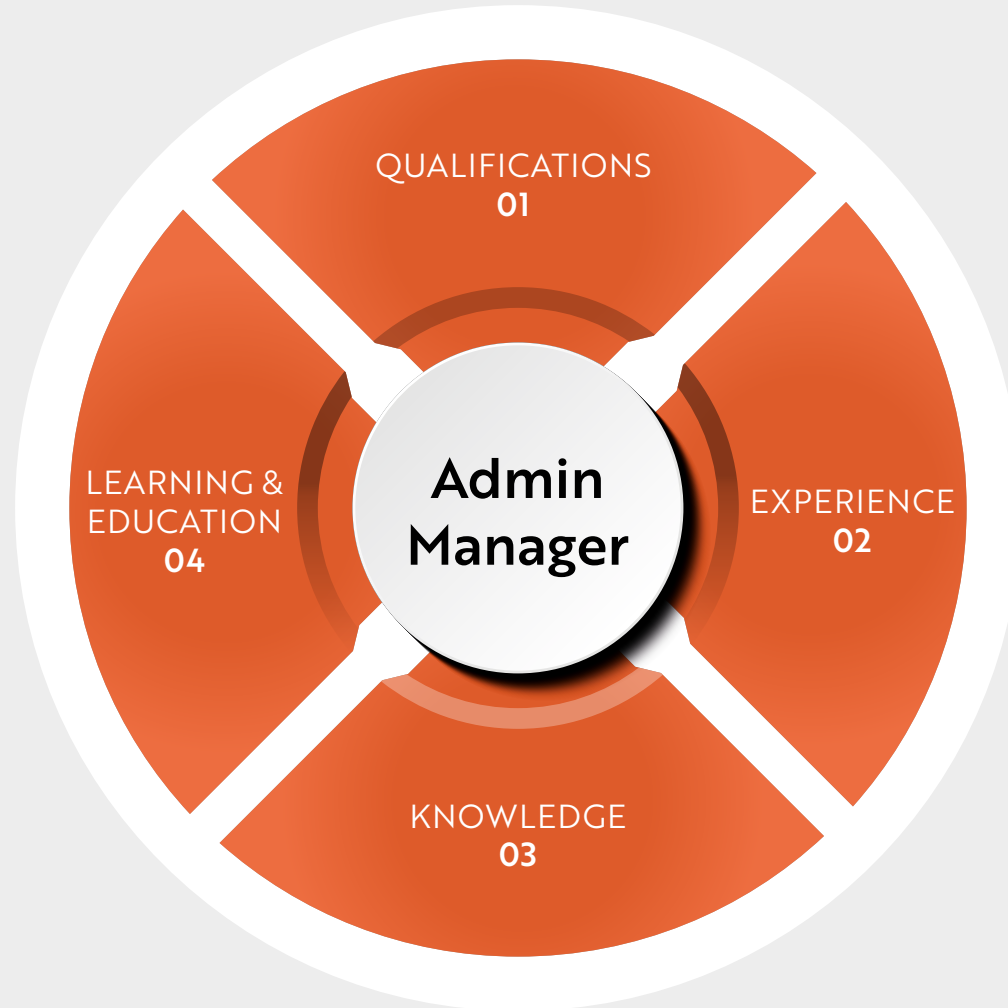 QUALIFICATIONS
01
Admin
Manager
EXPERIENCE
02
KNOWLEDGE
03
LEARNING &
EDUCATION
04